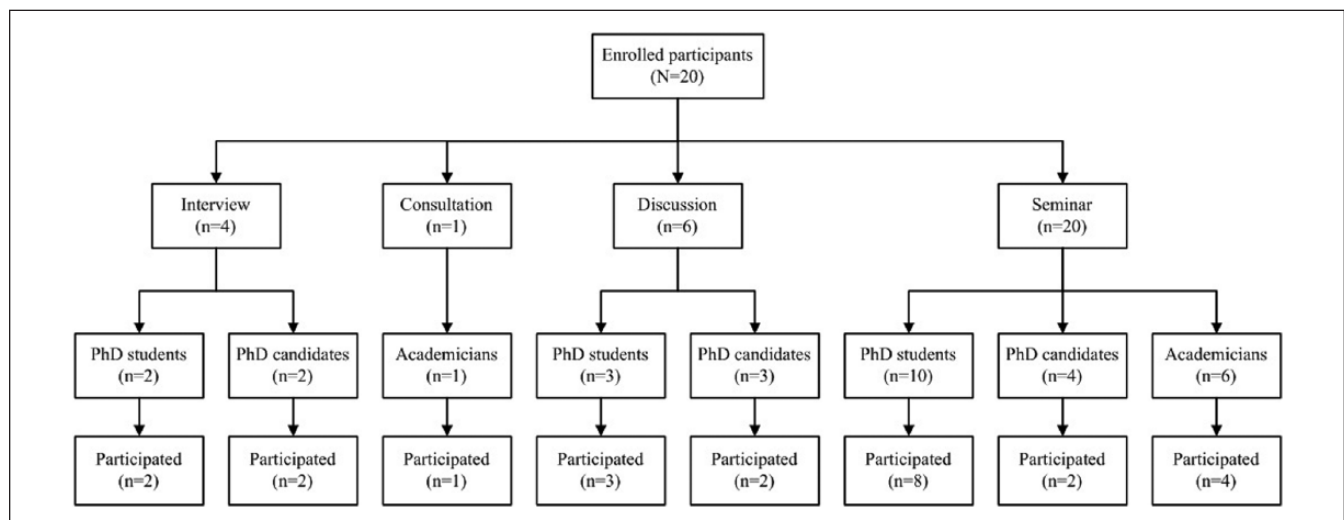 Enrolled participants
(N=20)
Interview
(n=4)
Consultation
(n=1)
Discussion
(n=6)
Seminar
(n=20)
PhD students
(n=2)
PhD candidates
(n=2)
Academicians
(n=1)
PhD students
(n=3)
PhD candidates
(n=3)
PhD students
(n=10)
PhD candidates
(n=4)
Academicians
(n=6)
Participated
(n=2)
Participated
(n=2)
Participated
(n=1)
Participated
(n=3)
Participated
(n=2)
Participated
(n=8)
Participated
(n=2)
Participated
(n=4)